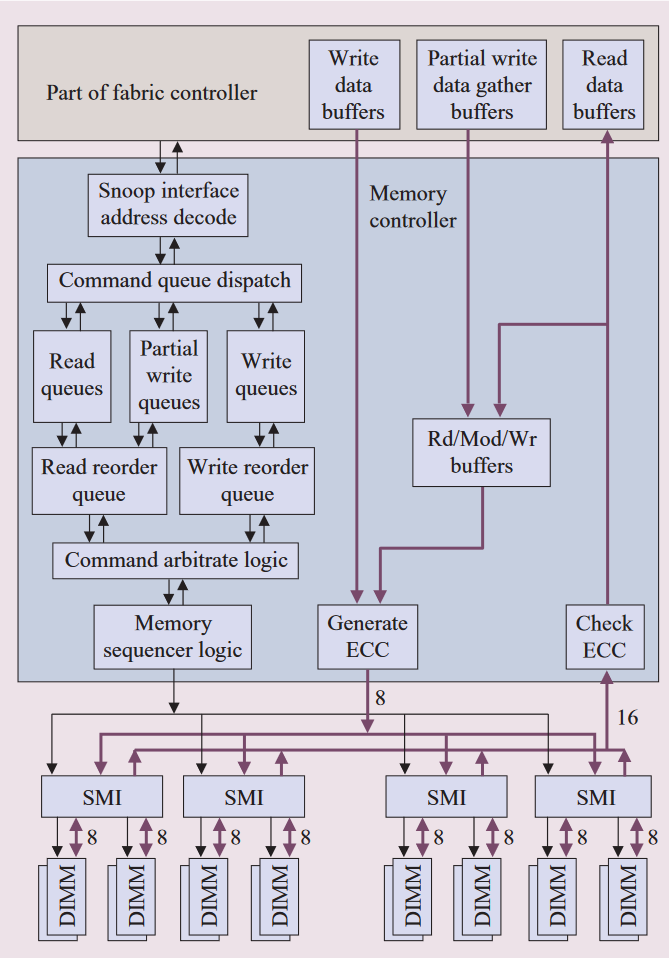 Part of fabric controller
Write
data
buffers
Partial write
data gather
buffers
Read
data
buffers
Snoop interface
address decode
Memory
controller
Command queue dispatch
Read
queues
Partial
write
queues
Write
queues
Read reorder
queue
Write reorder
queue
Rd/Mod/Wr
buffers
Command arbitrate logic
Memory
sequencer logic
Generate
ECC
Check
ECC
8
16
SMI
SMI
SMI
SMI
8
8
8
8
8
8
8
8
DIMM
DIMM
DIMM
DIMM
DIMM
DIMM
DIMM
DIMM